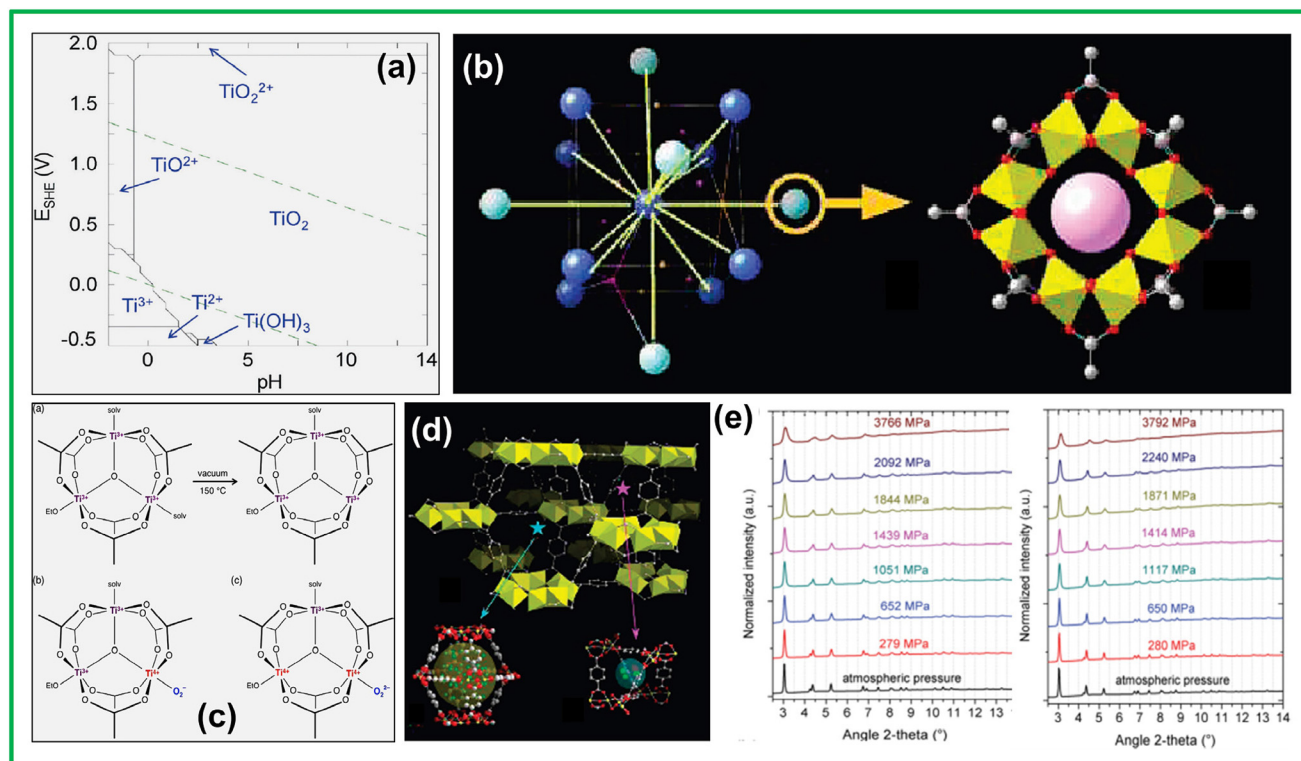 (a)
2.0
1.5
1.0
0.5
0.0
-0.5
E_SHE (V)
TiO₂²⁺
TiO²⁺
TiO₂
Ti³⁺
Ti²⁺
Ti(OH)₃
0
5
10
14
pH
(b)
(a)
solv
Ti³⁺
O
O
O
O
O
O
O
Ti³⁺
Ti³⁺
EtO
solv
O
O
O
O
O
O
vacuum
150 °C
solv
Ti³⁺
O
O
O
O
O
O
O
Ti³⁺
Ti³⁺
EtO
O
O
O
O
O
O
(b)
solv
Ti³⁺
O
O
O
O
O
O
O
Ti³⁺
Ti⁴⁺
EtO
O₂⁻
O
O
O
O
O
O
(c)
solv
Ti³⁺
O
O
O
O
O
O
O
Ti⁴⁺
Ti⁴⁺
EtO
O₂²⁻
O
O
O
O
O
O
(c)
(d)
(e)
Normalized intensity (a.u.)
3766 MPa
2092 MPa
1844 MPa
1439 MPa
1051 MPa
652 MPa
279 MPa
atmospheric pressure
3 4 5 6 7 8 9 10 11 12 13
Angle 2-theta (°)
Normalized intensity (a.u.)
3792 MPa
2240 MPa
1871 MPa
1414 MPa
1117 MPa
650 MPa
280 MPa
atmospheric pressure
3 4 5 6 7 8 9 10 11 12 13 14
Angle 2-theta (°)